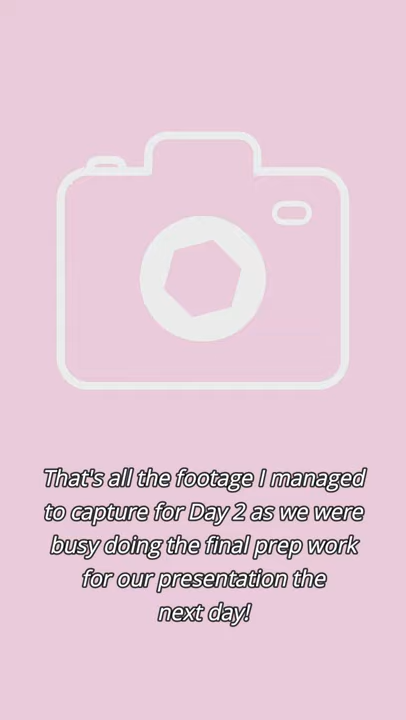 That's all the footage I managed
to capture for Day 2 as we were
busy doing the final prep work
for our presentation the
next day!